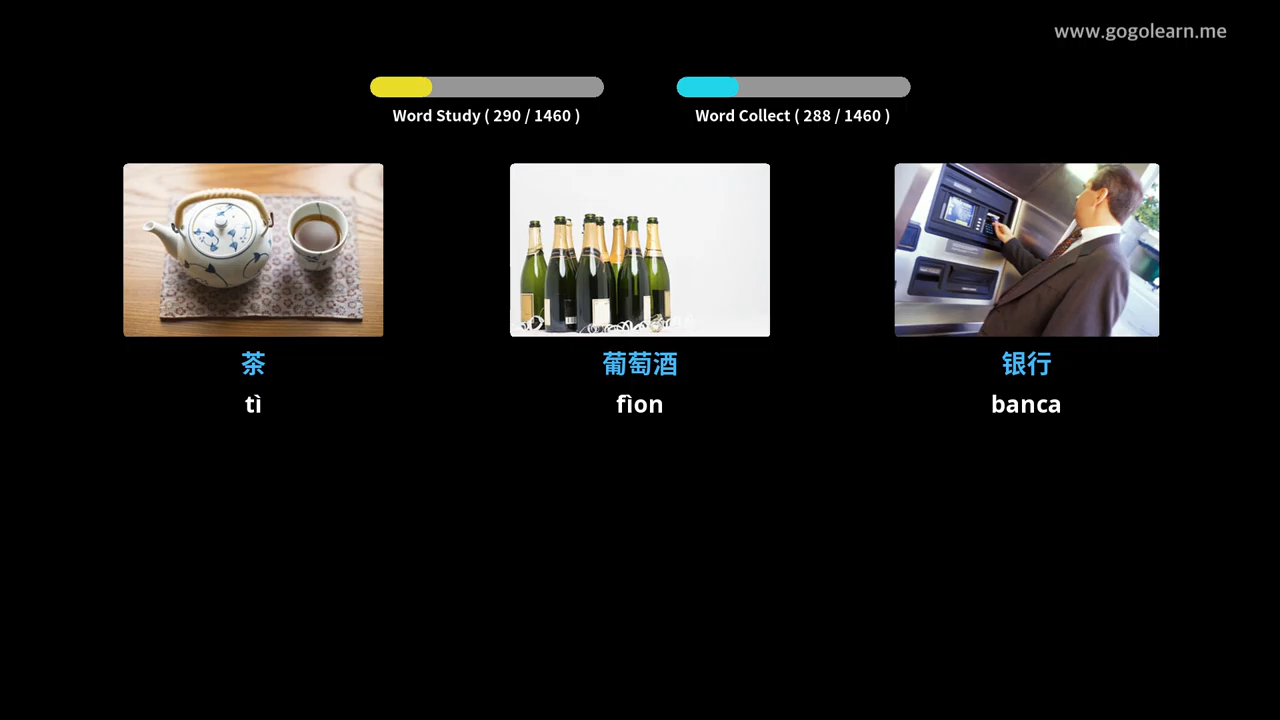 www.gogolearn.me
Word Study ( 290 / 1460 )
Word Collect ( 288 / 1460 )
茶
tì
葡萄酒
fìon
银行
banca